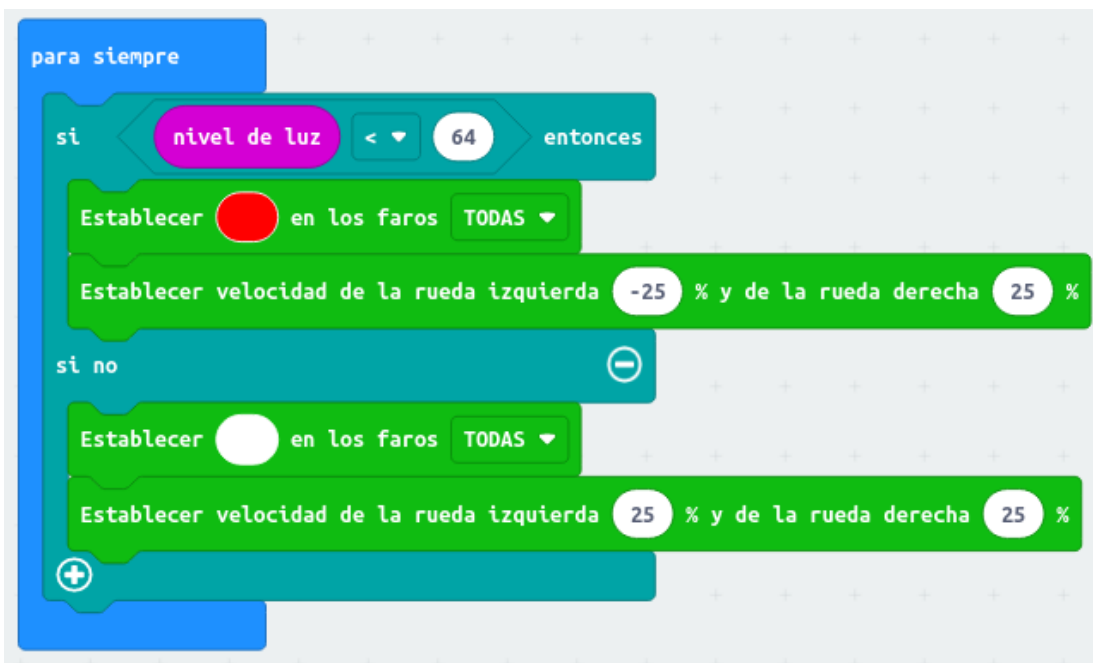 para siempre
si nivel de luz < 64 entonces
Establecer en los faros TODAS
Establecer velocidad de la rueda izquierda -25 % y de la rueda derecha 25 %
si no
Establecer en los faros TODAS
Establecer velocidad de la rueda izquierda 25 % y de la rueda derecha 25 %